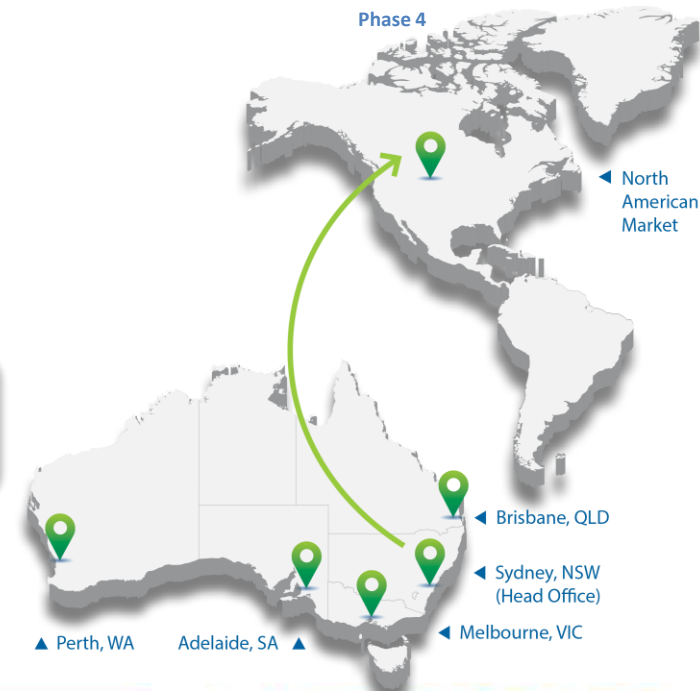 Phase 4
North
American
Market
Brisbane, QLD
Sydney, NSW
(Head Office)
Melbourne, VIC
Perth, WA
Adelaide, SA